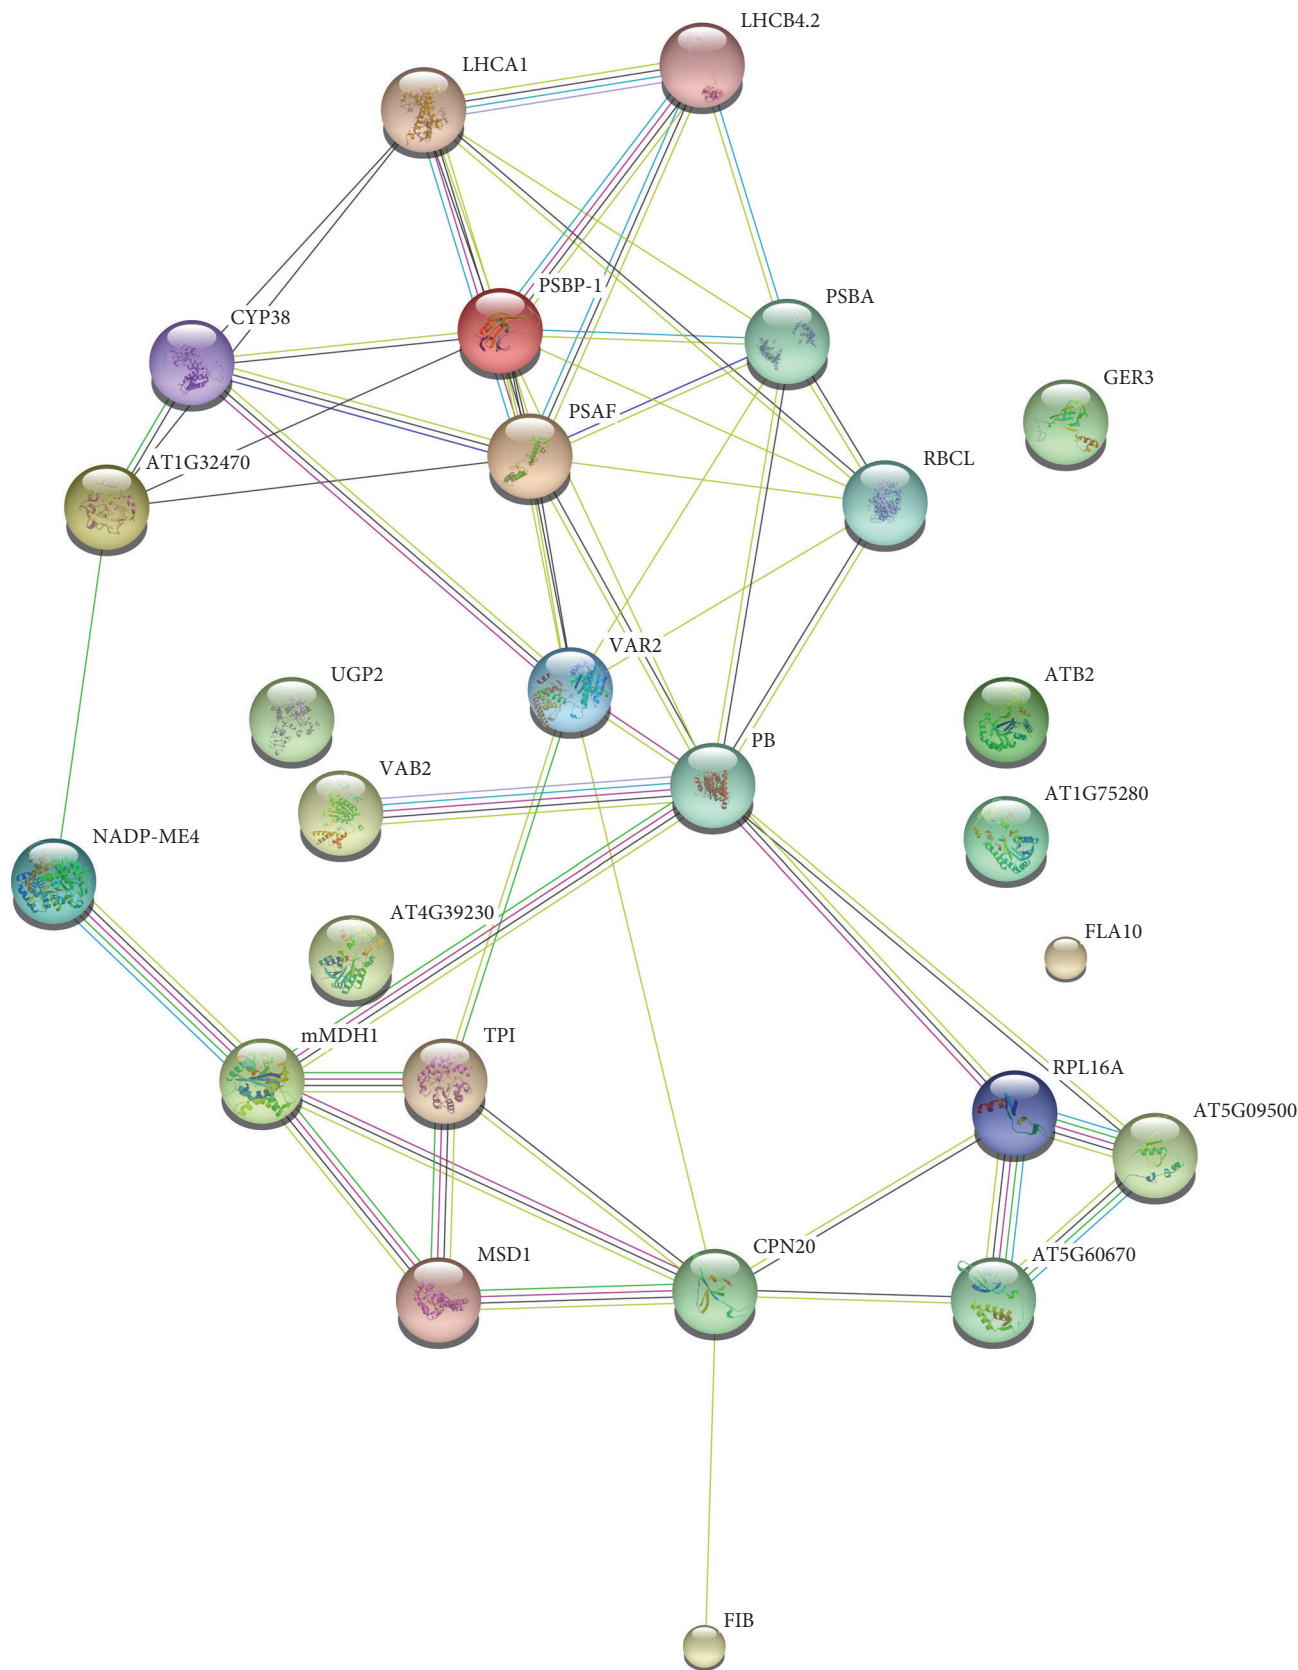 LHCB4.2
LHCA1
PSBP-1
PSBA
CYP38
GER3
PSAF
AT1G32470
RBCL
VAR2
UGP2
ATB2
PB
VAB2
AT1G75280
NADP-ME4
AT4G39230
FLA10
mMDH1
TPI
RPL16A
AT5G09500
MSD1
CPN20
AT5G60670
FIB